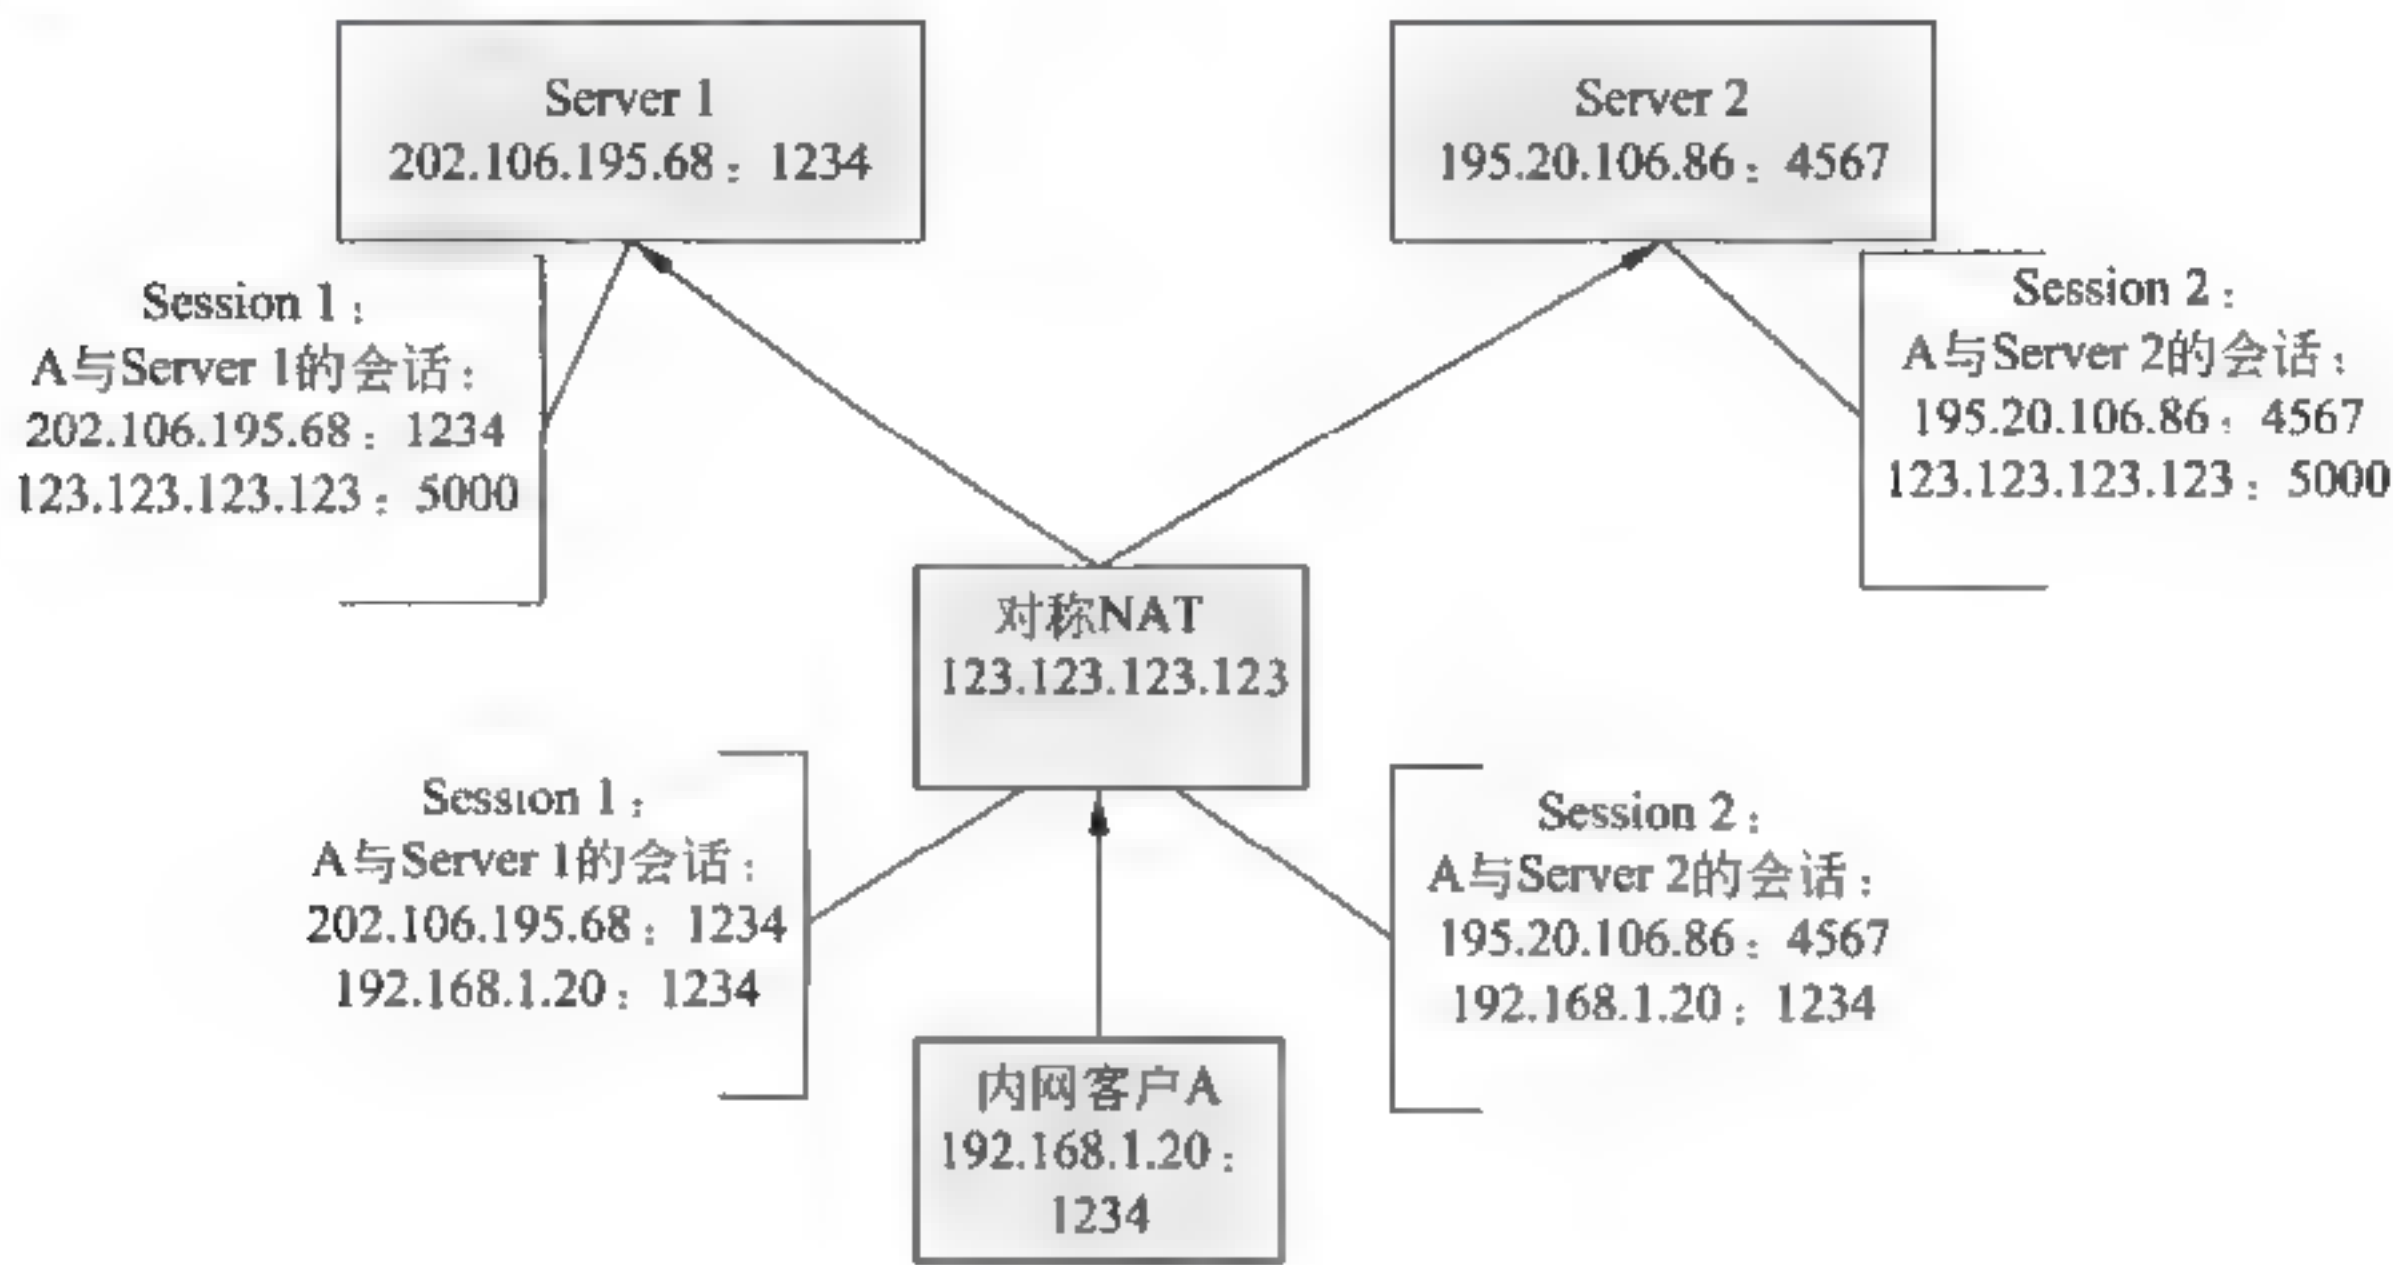 Server 1
202.106.195.68：1234
Server 2
195.20.106.86：4567
Session 1：
A与Server 1的会话：
202.106.195.68：1234
123.123.123.123：5000
Session 2：
A与Server 2的会话：
195.20.106.86：4567
123.123.123.123：5000
对称NAT
123.123.123.123
Session 1：
A与Server 1的会话：
202.106.195.68：1234
192.168.1.20：1234
Session 2：
A与Server 2的会话：
195.20.106.86：4567
192.168.1.20：1234
内网客户A
192.168.1.20：
1234